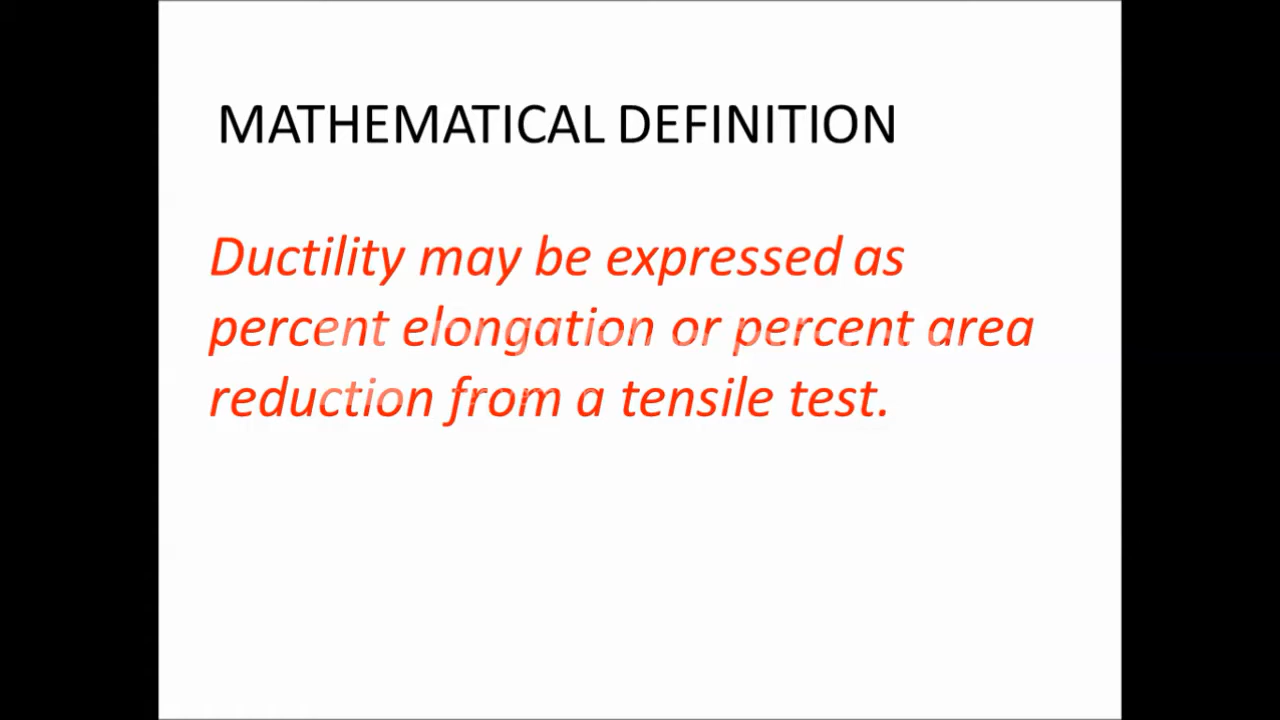 MATHEMATICAL DEFINITION
Ductility may be expressed as
percent elongation or percent area
reduction from a tensile test.